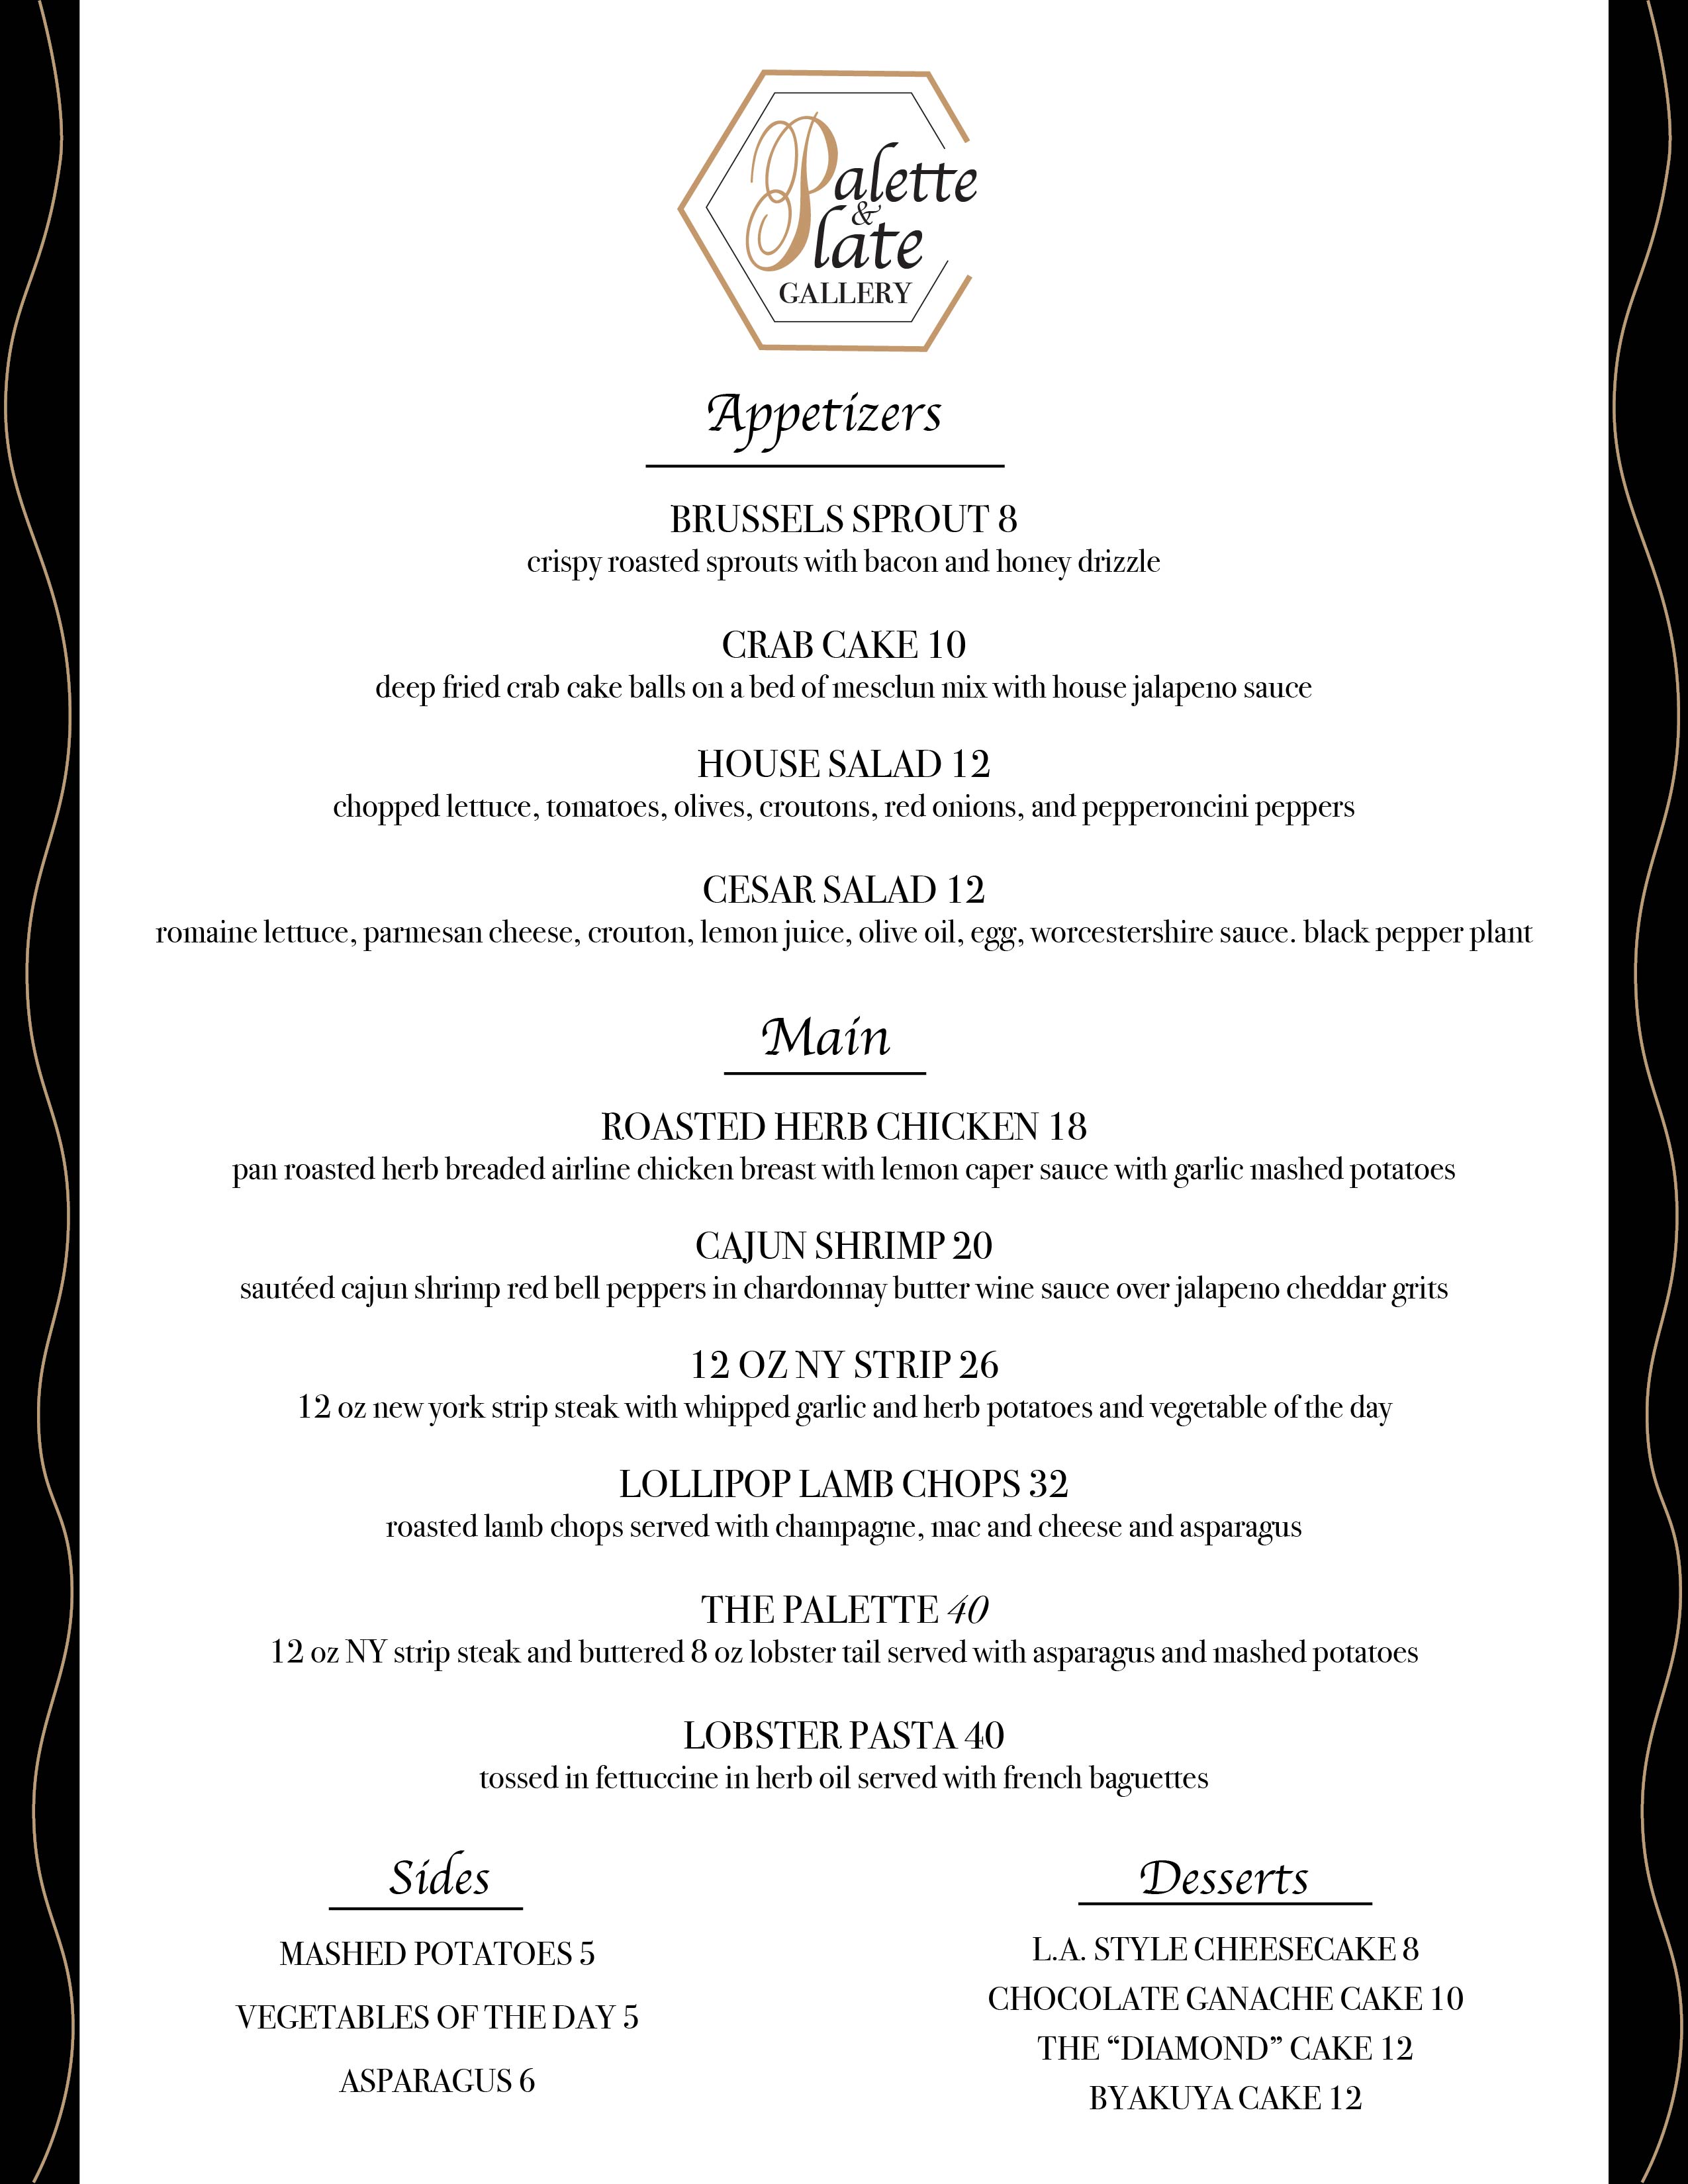 Palette
&
Plate
GALLERY
Appetizers
BRUSSELS SPROUT 8
crispy roasted sprouts with bacon and honey drizzle
CRAB CAKE 10
deep fried crab cake balls on a bed of mesclun mix with house jalapeno sauce
HOUSE SALAD 12
chopped lettuce, tomatoes, olives, croutons, red onions, and pepperoncini peppers
CESAR SALAD 12
romaine lettuce, parmesan cheese, crouton, lemon juice, olive oil, egg, worcestershire sauce. black pepper plant
Main
ROASTED HERB CHICKEN 18
pan roasted herb breaded airline chicken breast with lemon caper sauce with garlic mashed potatoes
CAJUN SHRIMP 20
sautéed cajun shrimp red bell peppers in chardonnay butter wine sauce over jalapeno cheddar grits
12 OZ NY STRIP 26
12 oz new york strip steak with whipped garlic and herb potatoes and vegetable of the day
LOLLIPOP LAMB CHOPS 32
roasted lamb chops served with champagne, mac and cheese and asparagus
THE PALETTE 40
12 oz NY strip steak and buttered 8 oz lobster tail served with asparagus and mashed potatoes
LOBSTER PASTA 40
tossed in fettuccine in herb oil served with french baguettes
Sides
MASHED POTATOES 5
VEGETABLES OF THE DAY 5
ASPARAGUS 6
Desserts
L.A. STYLE CHEESECAKE 8
CHOCOLATE GANACHE CAKE 10
THE “DIAMOND” CAKE 12
BYAKUYA CAKE 12